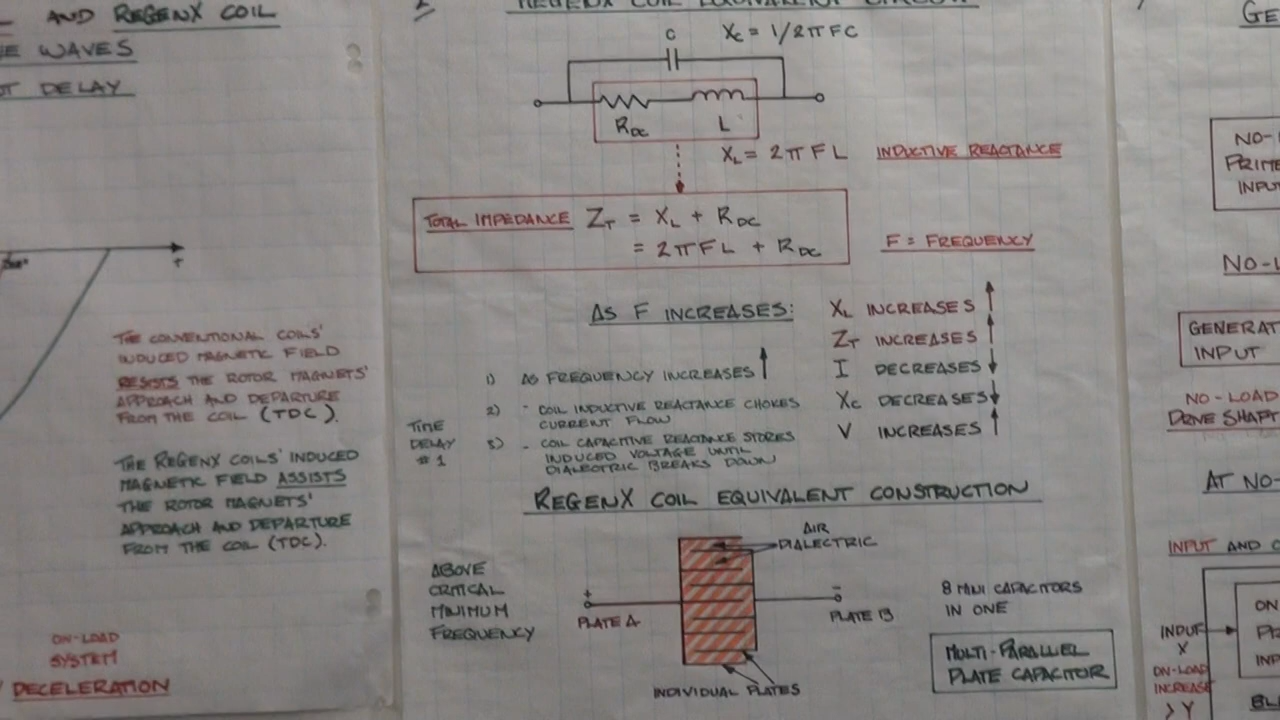 AND REGENX COIL
WAVES
DELAY
THE CONVENTIONAL COILS'
INDUCED MAGNETIC FIELD
RESISTS THE ROTOR MAGNETS'
APPROACH AND DEPARTURE
FROM THE COIL (TDC).
THE REGENX COILS' INDUCED
MAGNETIC FIELD ASSISTS
THE ROTOR MAGNETS'
APPROACH AND DEPARTURE
FROM THE COIL (TDC).
ON-LOAD
SYSTEM
DECELERATION
REGENX COIL EQUIVALENT CIRCUIT
C
XC = 1/2πFC
RDC
L
XL = 2πFL INDUCTIVE REACTANCE
TOTAL IMPEDANCE ZT = XL + RDC
= 2πFL + RDC
F = FREQUENCY
AS F INCREASES:
XL INCREASES ↑
ZT INCREASES ↑
I DECREASES ↓
XC DECREASES ↓
V INCREASES ↑
TIME
DELAY
#1
1) AS FREQUENCY INCREASES ↑
2) - COIL INDUCTIVE REACTANCE CHOKES
CURRENT FLOW
3) - COIL CAPACITIVE REACTANCE STORES
INDUCED VOLTAGE UNTIL
DIALECTRIC BREAKS DOWN
REGENX COIL EQUIVALENT CONSTRUCTION
AIR
DIALECTRIC
ABOVE
CRITICAL
MINIMUM
FREQUENCY
+
PLATE A
-
PLATE B
INDIVIDUAL PLATES
8 MINI CAPACITORS
IN ONE
MULTI-PARALLEL
PLATE CAPACITOR
GE
NO-
PRIME
INPUT
NO-L
GENERAT
INPUT
NO-LOAD
DRIVE SHAFT
AT NO-
INPUT AND
INPUT
X
ON-LOAD
INCREASE
> Y
ON
INP